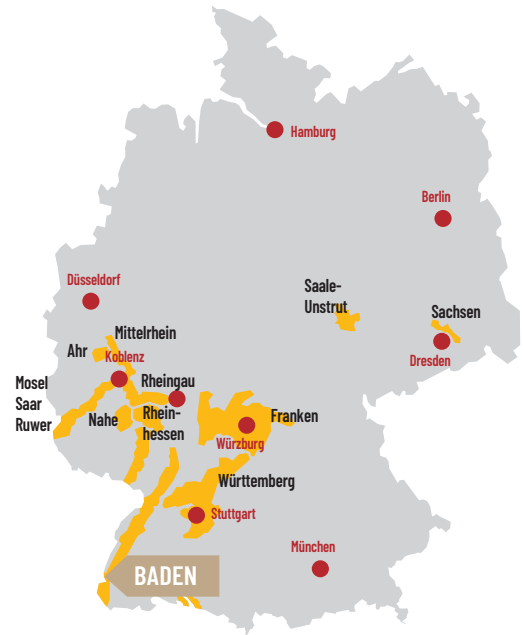 Hamburg
Berlin
Düsseldorf
Saale-
Unstrut
Sachsen
Mittelrhein
Ahr
Koblenz
Dresden
Mosel
Saar
Ruwer
Rheingau
Nahe
Rhein-
hessen
Franken
Würzburg
Württemberg
Stuttgart
München
BADEN